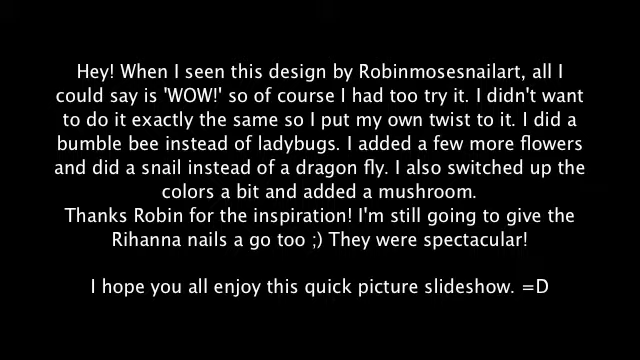 Hey! When I seen this design by Robinmosesnailart, all I
could say is 'WOW!' so of course I had too try it. I didn't want
to do it exactly the same so I put my own twist to it. I did a
bumble bee instead of ladybugs. I added a few more flowers
and did a snail instead of a dragon fly. I also switched up the
colors a bit and added a mushroom.
Thanks Robin for the inspiration! I'm still going to give the
Rihanna nails a go too ;) They were spectacular!
I hope you all enjoy this quick picture slideshow. =D